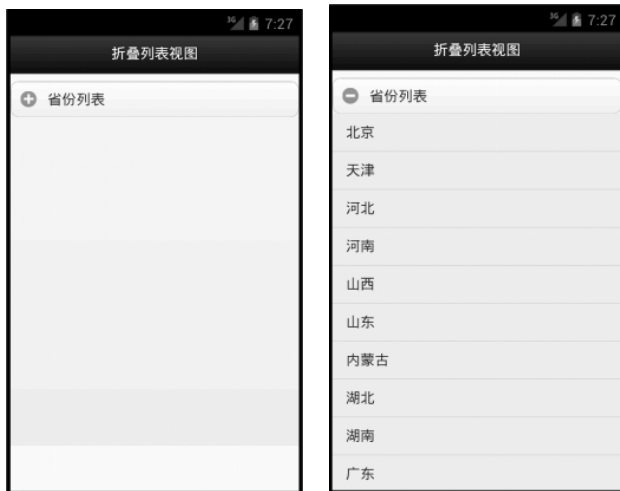 3G 7:27
折叠列表视图
省份列表
3G 7:27
折叠列表视图
省份列表
北京
天津
河北
河南
山西
山东
内蒙古
湖北
湖南
广东